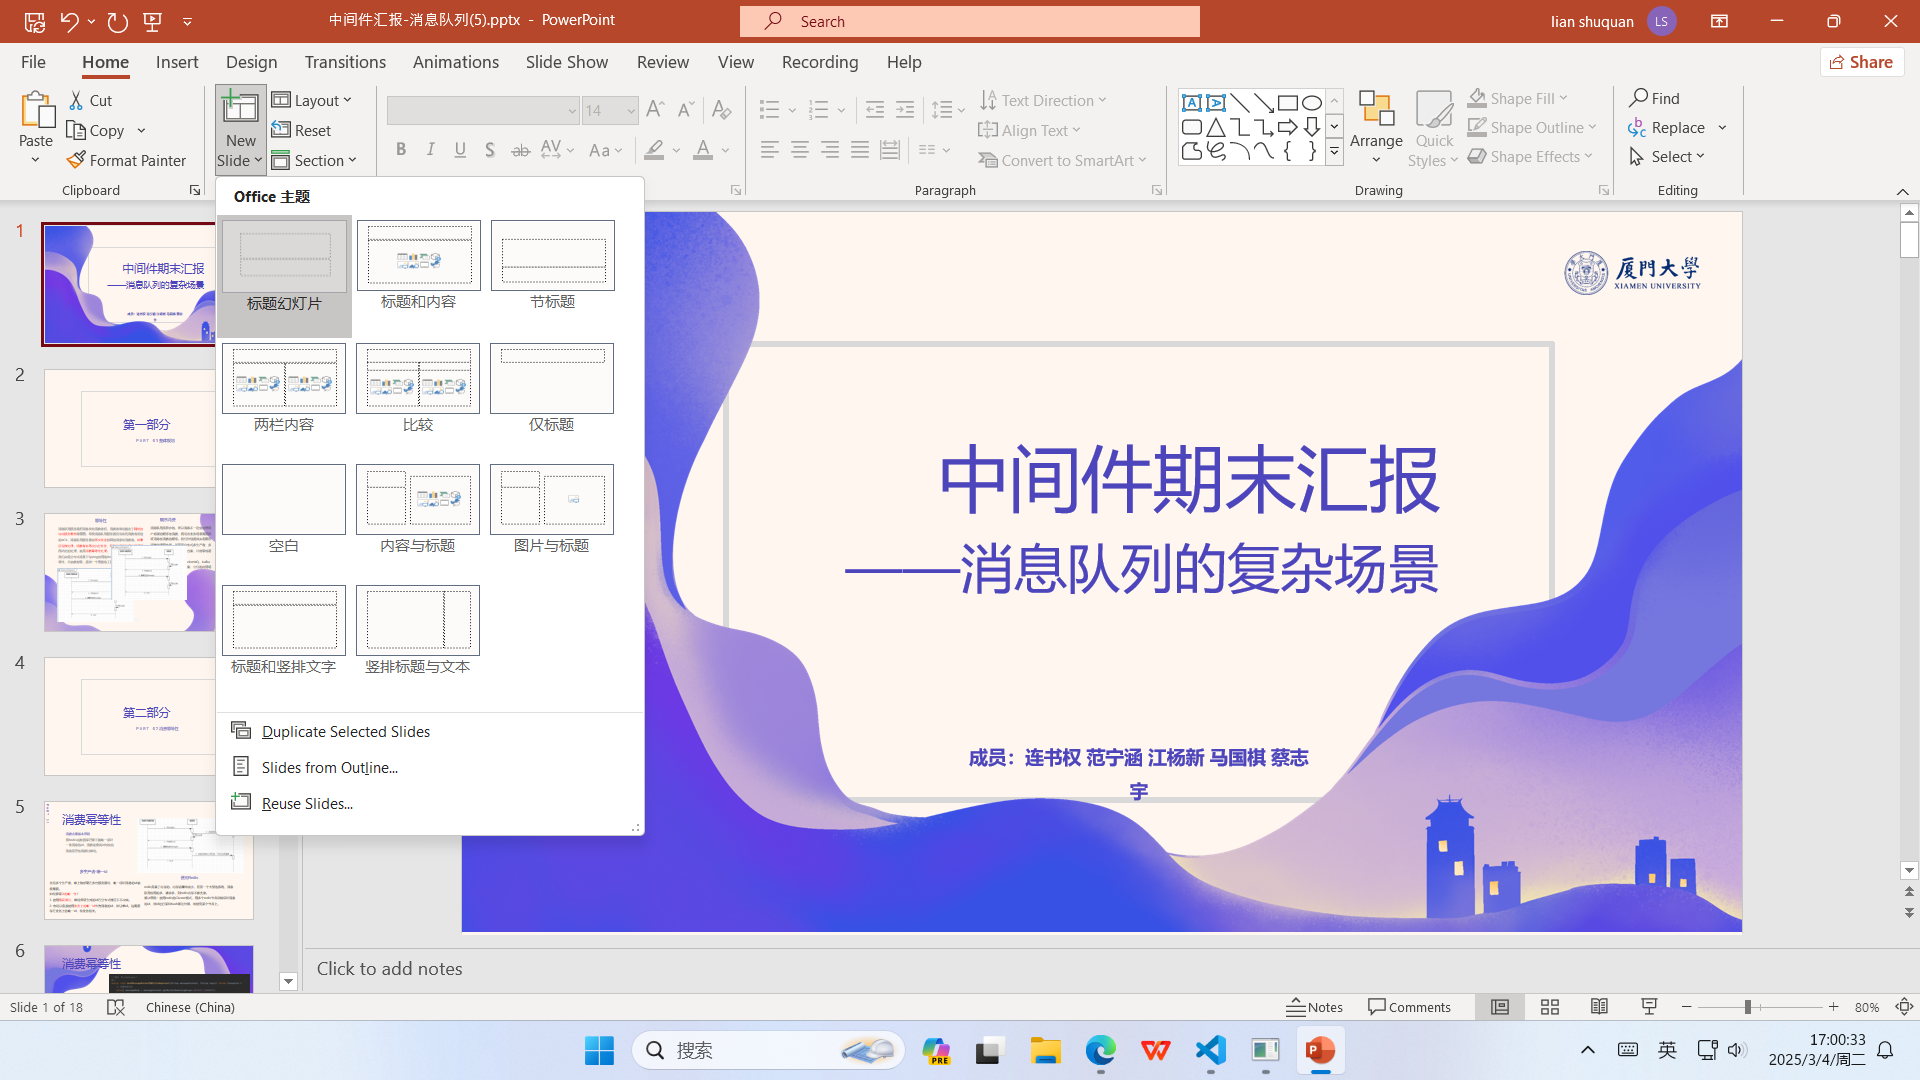 中间件汇报-消息队列(5).pptx - PowerPoint
Search
lian shuquan
LS
File
Home
Insert
Design
Transitions
Animations
Slide Show
Review
View
Recording
Help
Share
Paste
Cut
Copy
Format Painter
Clipboard
New Slide
Layout
Reset
Section
14
Paragraph
Text Direction
Align Text
Convert to SmartArt
Arrange
Quick Styles
Shape Fill
Shape Outline
Shape Effects
Drawing
Find
Replace
Select
Editing
Office 主题
标题幻灯片
标题和内容
节标题
两栏内容
比较
仅标题
空白
内容与标题
图片与标题
标题和竖排文字
竖排标题与文本
Duplicate Selected Slides
Slides from Outline...
Reuse Slides...
1
中间件期末汇报
——消息队列的复杂场景
2
第一部分
3
4
第二部分
5
消费幂等性
6
消费幂等性
厦门大学
XIAMEN UNIVERSITY
中间件期末汇报
——消息队列的复杂场景
成员：连书权 范宁涵 江杨新 马国棋 蔡志
宇
Click to add notes
Slide 1 of 18
Chinese (China)
Notes
Comments
80%
搜索
PRE
英
17:00:33
2025/3/4/周二